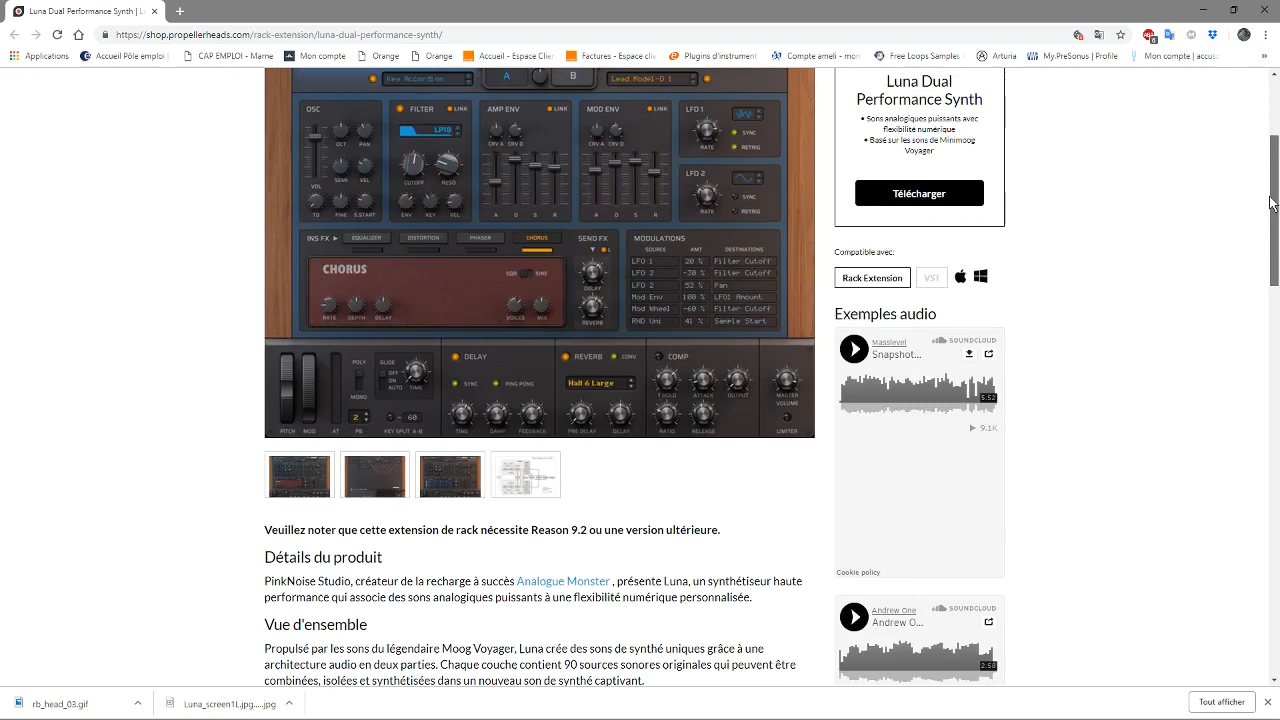 Luna Dual Performance Synth | L
https://shop.propellerheads.com/rack-extension/luna-dual-performance-synth/
Applications
Accueil Pôle emploi |
CAP EMPLOI - Marne
Mon compte
Orange
Orange
Accueil - Espace Clie
Factures - Espace clie
Plugins d'instrument
Compte ameli - mon
Free Loops Samples
Arturia
My.PreSonus | Profile
Mon compte | accus
»
Key Accordion
A
B
Lead Model-D 1
OSC
OCT
PAN
SEMI
VEL
VOL
TO
FINE
S.START
FILTER
LINK
LP18
CUTOFF
RESO
ENV
KEY
VEL
AMP ENV
LINK
CRV A
CRV D
A
D
S
R
MOD ENV
LINK
CRV A
CRV D
A
D
S
R
LFO 1
RATE
SYNC
RETRIG
LFO 2
RATE
SYNC
RETRIG
INS FX
EQUALIZER
DISTORTION
PHASER
CHORUS
SEND FX
L
CHORUS
SQR
SINE
RATE
DEPTH
DELAY
VOICES
MIX
DELAY
REVERB
MODULATIONS
SOURCE AMT DESTINATIONS
LFO 1 20 % Filter Cutoff
LFO 2 -30 % Filter Cutoff
LFO 2 52 % Pan
Mod Env 100 % LFO1 Amount
Mod Wheel -60 % Filter Cutoff
RND Uni 41 % Sample Start
PITCH
MOD
AT
POLY
MONO
2
PB
GLIDE
OFF
ON
AUTO
TIME
60
KEY SPLIT A/B
DELAY
SYNC
PING PONG
TIME
DAMP
FEEDBACK
REVERB
CONV
Hall 6 Large
PRE DELAY
DECAY
COMP
T HOLD
ATTACK
OUTPUT
RATIO
RELEASE
MASTER
VOLUME
LIMITER
Veuillez noter que cette extension de rack nécessite Reason 9.2 ou une version ultérieure.
Détails du produit
PinkNoise Studio, créateur de la recharge à succès Analogue Monster , présente Luna, un synthétiseur haute
performance qui associe des sons analogiques puissants à une flexibilité numérique personnalisée.
Vue d'ensemble
Propulsé par les sons du légendaire Moog Voyager, Luna crée des sons de synthé uniques grâce à une
architecture audio en deux parties. Chaque couche contient 90 sources sonores originales qui peuvent être
combinées, isolées et synthétisées dans un nouveau son de synthé captivant.
Luna Dual
Performance Synth
• Sons analogiques puissants avec
flexibilité numérique
• Basé sur les sons de Minimoog
Voyager
Télécharger
Compatible avec:
Rack Extension
VST
Exemples audio
Masslevel
SOUNDCLOUD
Snapshot...
5:52
9.1K
Cookie policy
Andrew One
SOUNDCLOUD
Andrew O...
2:58
rb_head_03.gif
Luna_screen1L.jpg.....jpg
Tout afficher